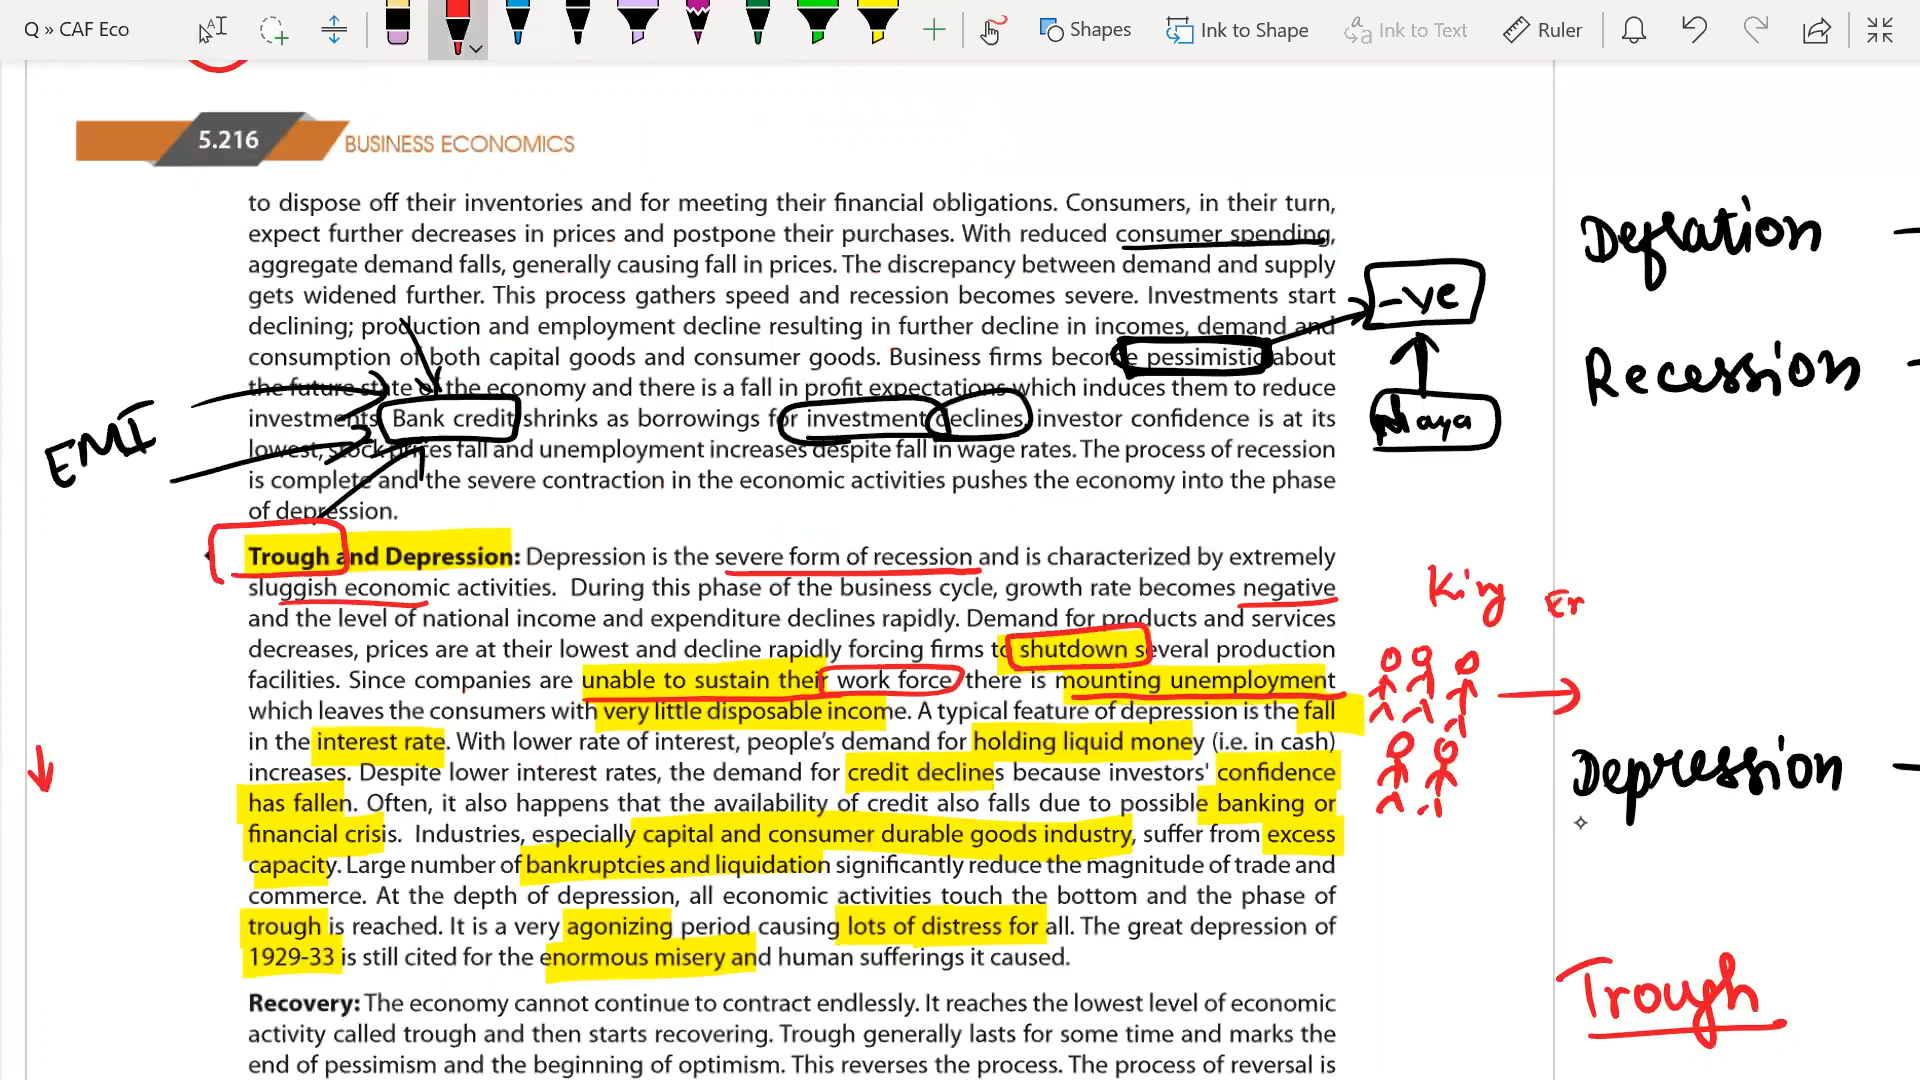 Q » CAF Eco
Shapes
Ink to Shape
Ink to Text
Ruler
5.216
BUSINESS ECONOMICS
to dispose off their inventories and for meeting their financial obligations. Consumers, in their turn,
expect further decreases in prices and postpone their purchases. With reduced consumer spending,
aggregate demand falls, generally causing fall in prices. The discrepancy between demand and supply
gets widened further. This process gathers speed and recession becomes severe. Investments start
declining; production and employment decline resulting in further decline in incomes, demand and
consumption of both capital goods and consumer goods. Business firms become pessimistic about
the future state of the economy and there is a fall in profit expectations which induces them to reduce
investments. Bank credit shrinks as borrowings for investment declines, investor confidence is at its
lowest, stock prices fall and unemployment increases despite fall in wage rates. The process of recession
is complete and the severe contraction in the economic activities pushes the economy into the phase
of depression.
Trough and Depression: Depression is the severe form of recession and is characterized by extremely
sluggish economic activities. During this phase of the business cycle, growth rate becomes negative
and the level of national income and expenditure declines rapidly. Demand for products and services
decreases, prices are at their lowest and decline rapidly forcing firms to shutdown several production
facilities. Since companies are unable to sustain their work force, there is mounting unemployment
which leaves the consumers with very little disposable income. A typical feature of depression is the fall
in the interest rate. With lower rate of interest, people's demand for holding liquid money (i.e. in cash)
increases. Despite lower interest rates, the demand for credit declines because investors' confidence
has fallen. Often, it also happens that the availability of credit also falls due to possible banking or
financial crisis. Industries, especially capital and consumer durable goods industry, suffer from excess
capacity. Large number of bankruptcies and liquidation significantly reduce the magnitude of trade and
commerce. At the depth of depression, all economic activities touch the bottom and the phase of
trough is reached. It is a very agonizing period causing lots of distress for all. The great depression of
1929-33 is still cited for the enormous misery and human sufferings it caused.
Recovery: The economy cannot continue to contract endlessly. It reaches the lowest level of economic
activity called trough and then starts recovering. Trough generally lasts for some time and marks the
end of pessimism and the beginning of optimism. This reverses the process. The process of reversal is
EMI
-ve
Deflation
Recession
King
Depression
Trough